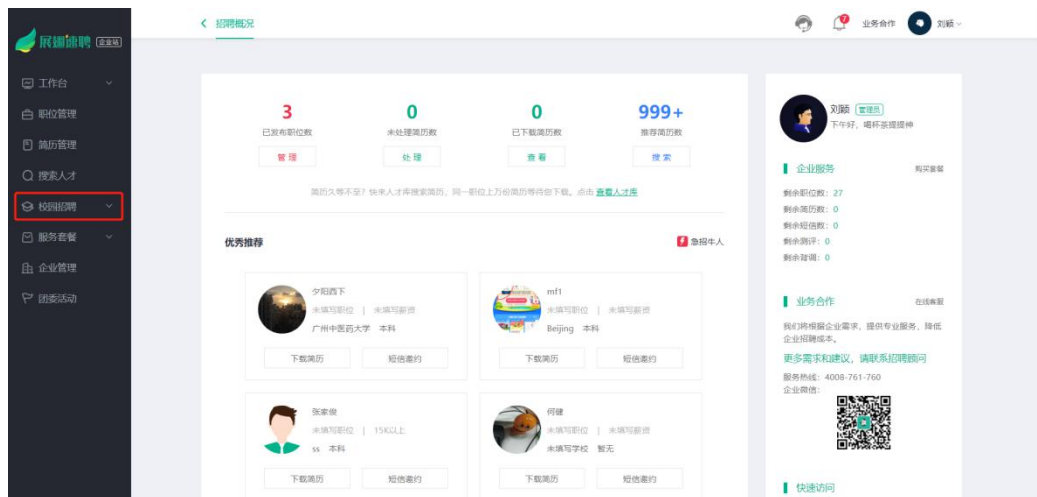 展翅速聘 企业站
工作台
职位管理
简历管理
搜索人才
校园招聘
服务套餐
企业管理
团委活动
招聘概况
7
业务合作
刘颖
3
已发布职位数
管理
0
未处理简历数
处理
0
已下载简历数
查看
999+
推荐简历数
搜索
简历久等不至？快来人才库搜索简历，同一职位上万份简历等待您下载。点击 查看人才库
优秀推荐
急招牛人
夕阳西下
未填写职位 | 未填写薪资
广州中医药大学 本科
下载简历 短信邀约
mf1
未填写职位 | 未填写薪资
Beijing 本科
下载简历 短信邀约
张家俊
未填写职位 | 15K以上
ss 本科
下载简历 短信邀约
何健
未填写职位 | 未填写薪资
未填写学校 暂无
下载简历 短信邀约
刘颖 管理员
下午好，喝杯茶提提神
企业服务 购买套餐
剩余职位数：27
剩余简历数：0
剩余短信数：0
剩余测评：0
剩余背调：0
业务合作 在线客服
我们将根据企业需求，提供专业服务，降低
企业招聘成本。
更多需求和建议，请联系招聘顾问
服务热线：4008-761-760
企业微信：
快速访问